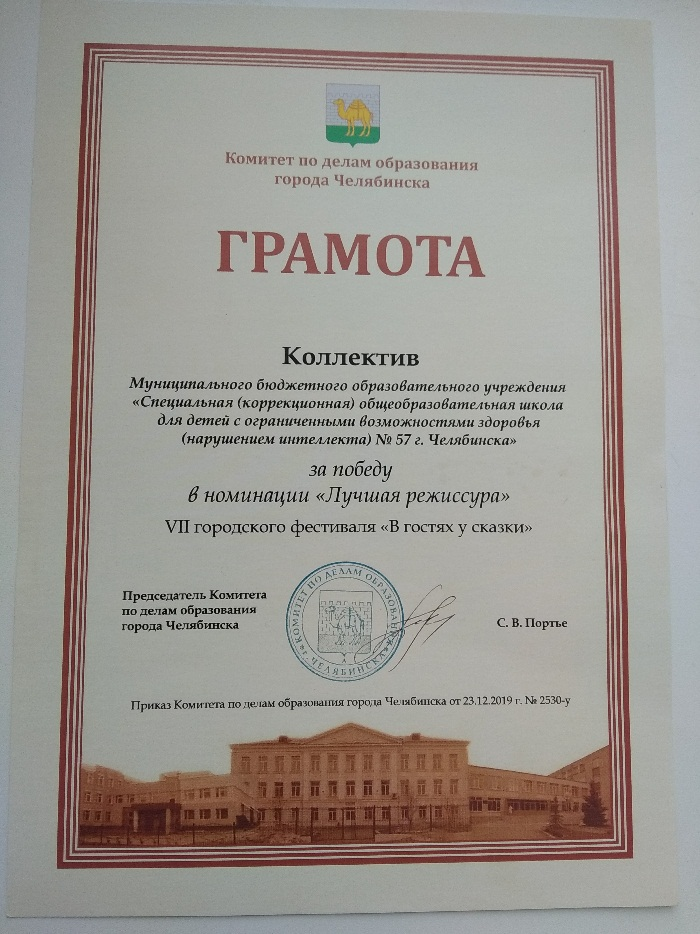 Комитет по делам образования
города Челябинска
ГРАМОТА
Коллектив
Муниципального бюджетного образовательного учреждения
«Специальная (коррекционная) общеобразовательная школа
для детей с ограниченными возможностями здоровья
(нарушением интеллекта) № 57 г. Челябинска»
за победу
в номинации «Лучшая режиссура»
VII городского фестиваля «В гостях у сказки»
Председатель Комитета
по делам образования
города Челябинска
КОМИТЕТ ПО ДЕЛАМ ОБРАЗОВАНИЯ
Г. ЧЕЛЯБИНСКА
С. В. Портье
Приказ Комитета по делам образования города Челябинска от 23.12.2019 г. № 2530-у